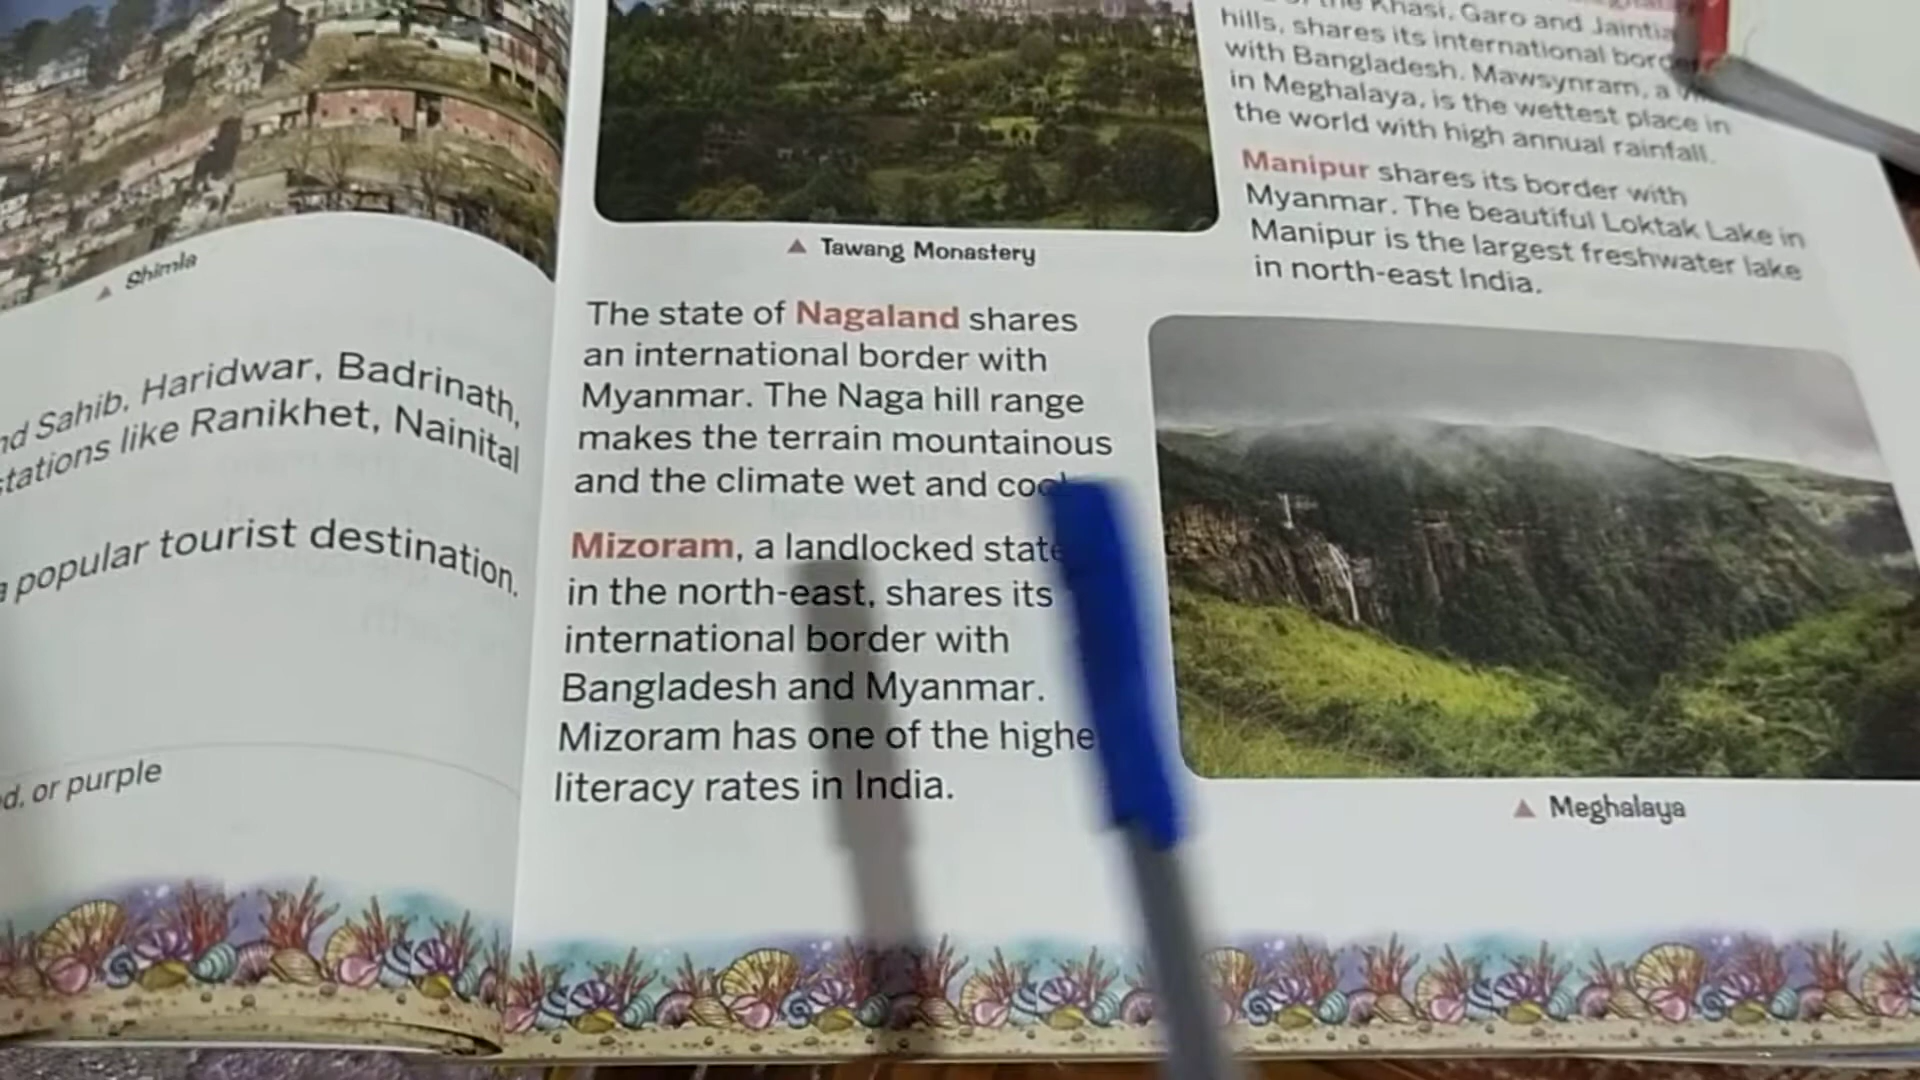 Shimla
nd Sahib, Haridwar, Badrinath,
tations like Ranikhet, Nainital
popular tourist destination.
d, or purple
Tawang Monastery
The state of Nagaland shares
an international border with
Myanmar. The Naga hill range
makes the terrain mountainous
and the climate wet and
Mizoram, a landlocked state
in the north-east, shares its
international border with
Bangladesh and Myanmar.
Mizoram has one of the highe
literacy rates in India.
the Khasi, Garo and Jaintia
hills, shares its international border
with Bangladesh. Mawsynram, a
in Meghalaya, is the wettest place in
the world with high annual rainfall.
Manipur shares its border with
Myanmar. The beautiful Loktak Lake in
Manipur is the largest freshwater lake
in north-east India.
Meghalaya